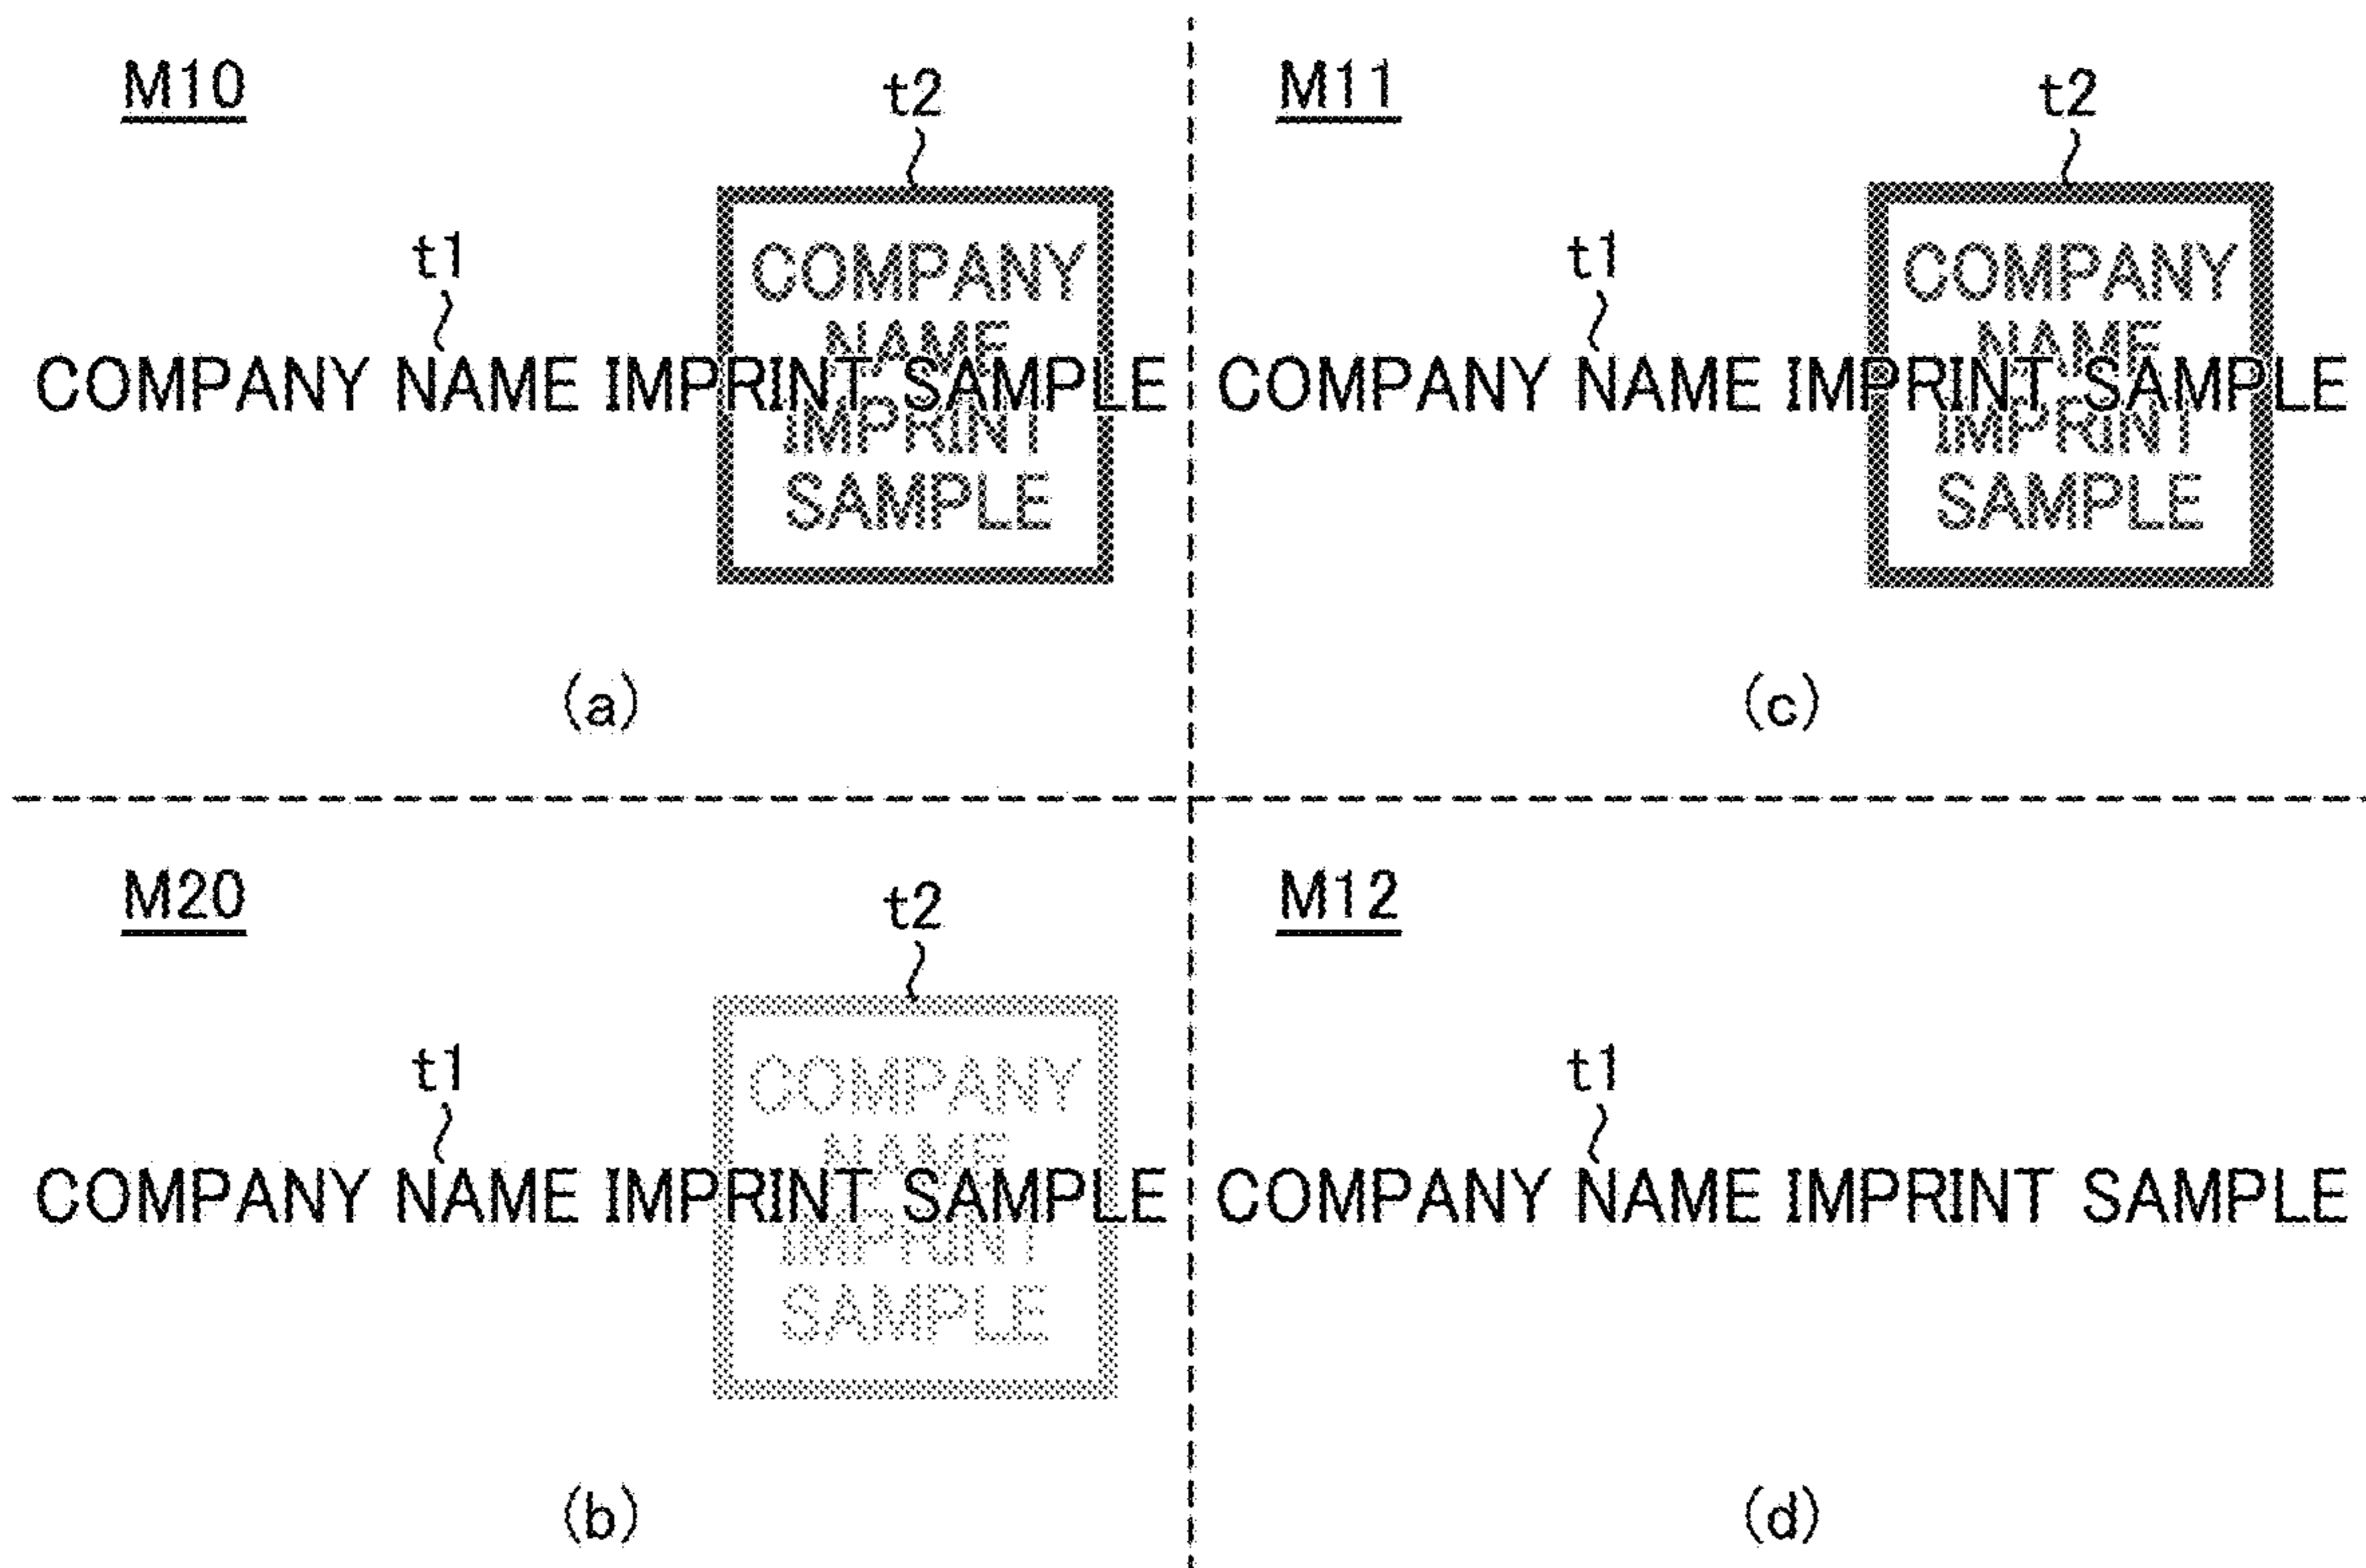 M10
t2
t1
COMPANY
NAME
COMPANY NAME IMPRINT SAMPLE
IMPRINT
SAMPLE
(a)
M11
t2
t1
COMPANY
NAME
COMPANY NAME IMPRINT SAMPLE
IMPRINT
SAMPLE
(c)
M20
t2
t1
COMPANY
NAME
COMPANY NAME IMPRINT SAMPLE
IMPRINT
SAMPLE
(b)
M12
t1
COMPANY NAME IMPRINT SAMPLE
(d)